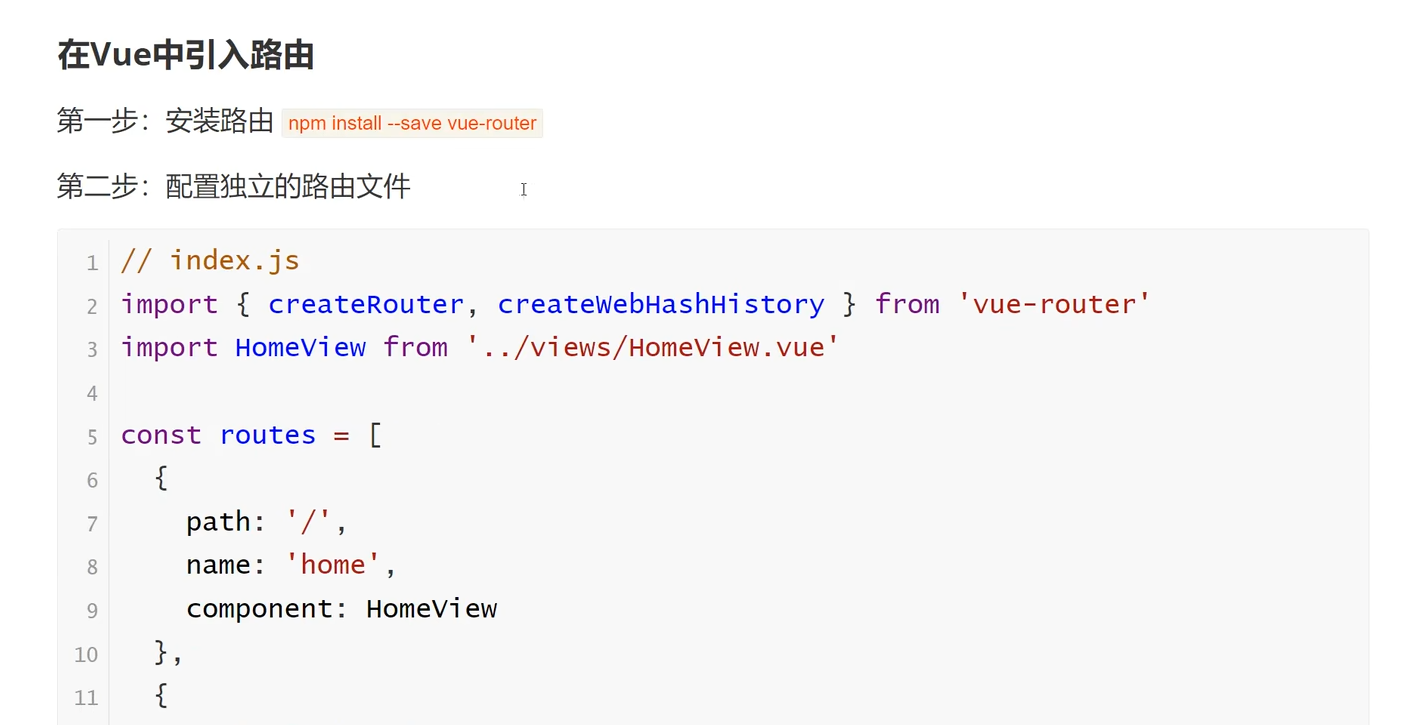 在Vue中引入路由
第一步：安装路由 npm install --save vue-router
第二步：配置独立的路由文件
1 // index.js
2 import { createRouter, createWebHashHistory } from 'vue-router'
3 import HomeView from '../views/HomeView.vue'
4
5 const routes = [
6   {
7     path: '/',
8     name: 'home',
9     component: HomeView
10   },
11   {